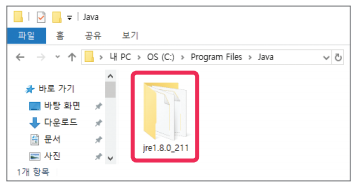 Java
파일 홈 공유 보기
내 PC > OS (C:) > Program Files > Java
바로 가기
바탕 화면
다운로드
문서
사진
jre1.8.0_211
1개 항목